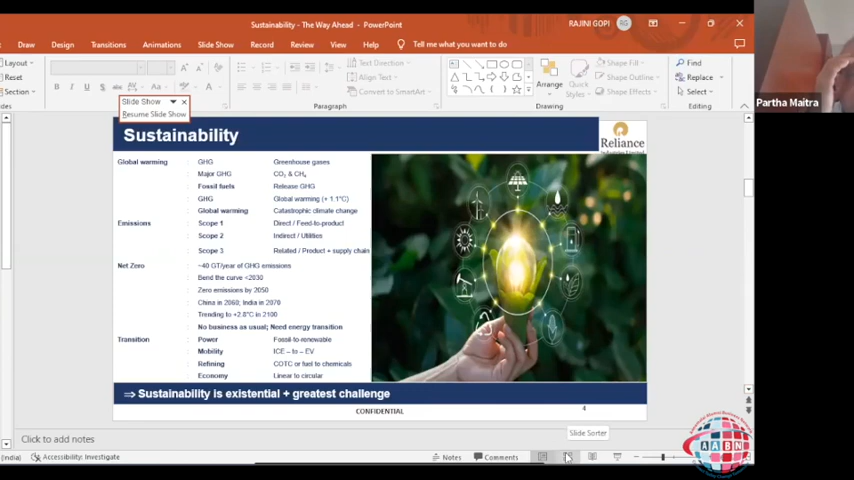 Sustainability - The Way Ahead - PowerPoint
RAJINI GOPI
RG
Draw Design Transitions Animations Slide Show Record Review View Help Tell me what you want to do
Layout
Reset
Section
B I U S
Aa
A
Text Direction
Align Text
Convert to SmartArt
Arrange
Quick
Styles
Shape Fill
Shape Outline
Shape Effects
Find
Replace
Select
Paragraph
Drawing
Editing
Slide Show
Resume Slide Show
Partha Maitra
Sustainability
Reliance
Industries Limited
Global warming : GHG Greenhouse gases
: Major GHG CO₂ & CH₄
: Fossil fuels Release GHG
: GHG Global warming (+ 1.1°C)
: Global warming Catastrophic climate change
Emissions : Scope 1 Direct / Feed-to-product
: Scope 2 Indirect / Utilities
: Scope 3 Related / Product + supply chain
Net Zero : ~40 GT/year of GHG emissions
: Bend the curve <2030
: Zero emissions by 2050
: China in 2060; India in 2070
: Trending to +2.8°C in 2100
: No business as usual; Need energy transition
Transition : Power Fossil-to-renewable
: Mobility ICE – to – EV
: Refining COTC or fuel to chemicals
: Economy Linear to circular
⇒ Sustainability is existential + greatest challenge
CONFIDENTIAL
4
Slide Sorter
Click to add notes
(India)
Accessibility: Investigate
Notes
Comments
AABN